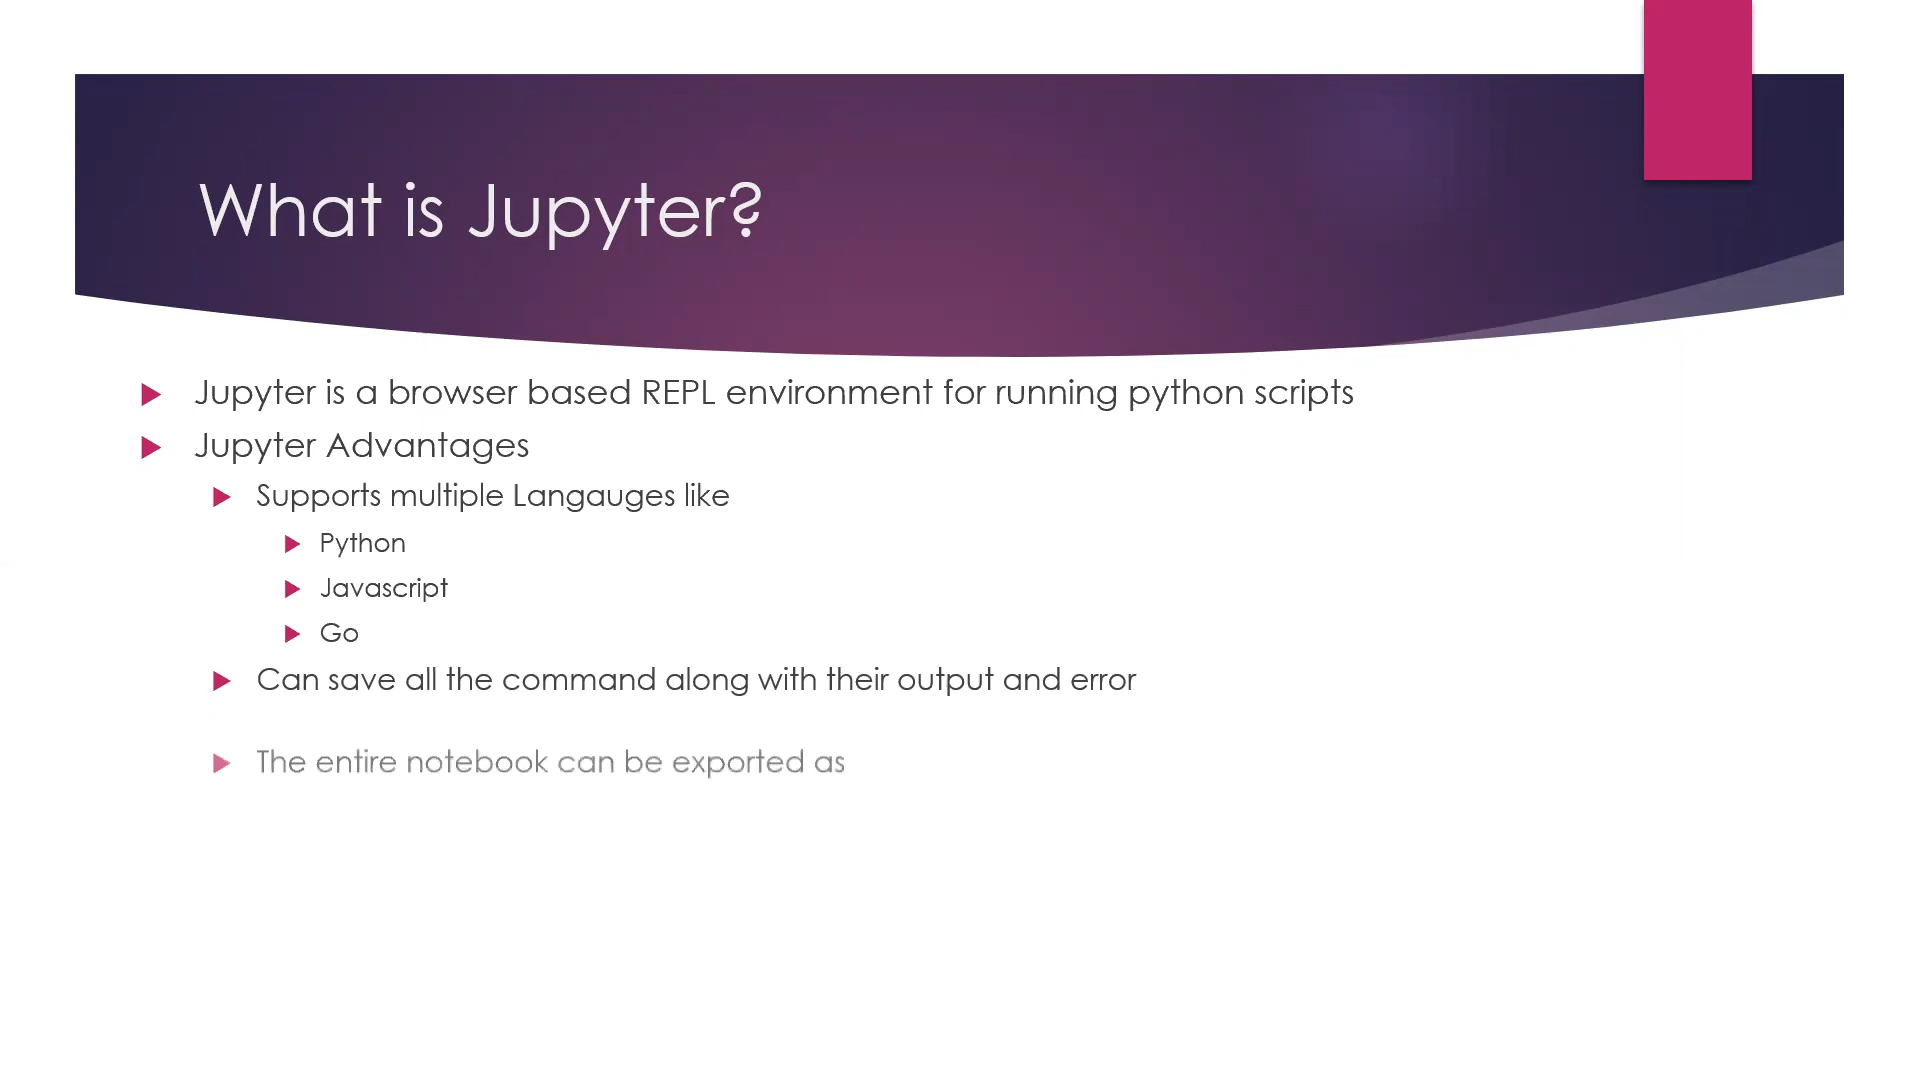 What is Jupyter?
Jupyter is a browser based REPL environment for running python scripts
Jupyter Advantages
Supports multiple Langauges like
Python
Javascript
Go
Can save all the command along with their output and error
The entire notebook can be exported as